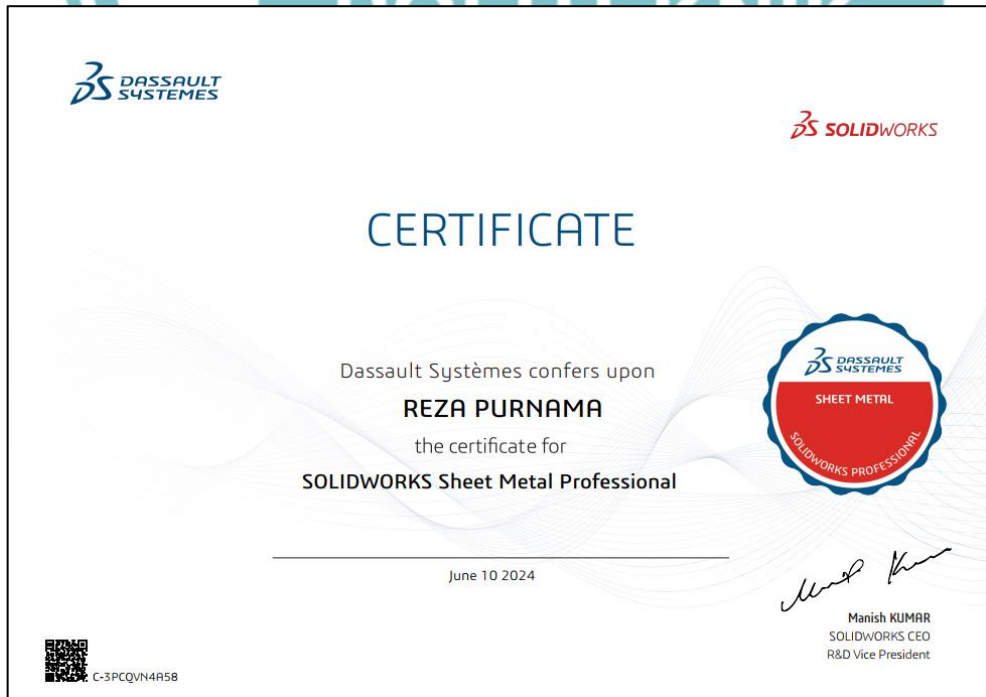 DASSAULT
SYSTEMES
SOLIDWORKS
CERTIFICATE
Dassault Systèmes confers upon
REZA PURNAMA
the certificate for
SOLIDWORKS Sheet Metal Professional
DASSAULT
SYSTEMES
SHEET METAL
SOLIDWORKS PROFESSIONAL
June 10 2024
Manish KUMAR
SOLIDWORKS CEO
R&D Vice President
C-3PCQVN4A58